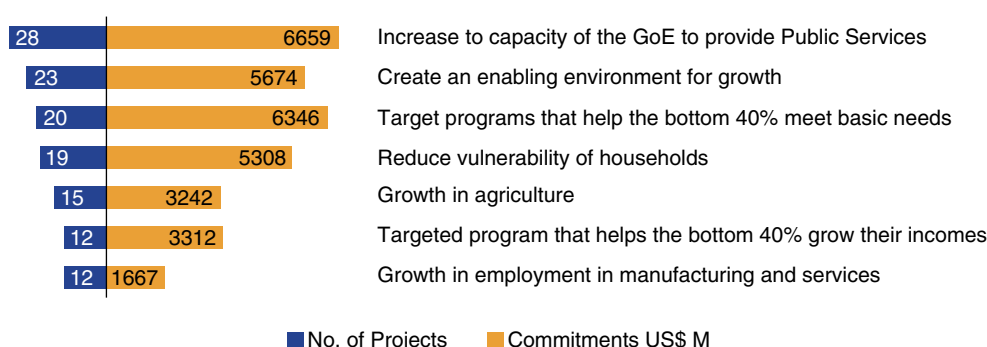 28 6659 Increase to capacity of the GoE to provide Public Services
23 5674 Create an enabling environment for growth
20 6346 Target programs that help the bottom 40% meet basic needs
19 5308 Reduce vulnerability of households
15 3242 Growth in agriculture
12 3312 Targeted program that helps the bottom 40% grow their incomes
12 1667 Growth in employment in manufacturing and services
No. of Projects Commitments US$ M